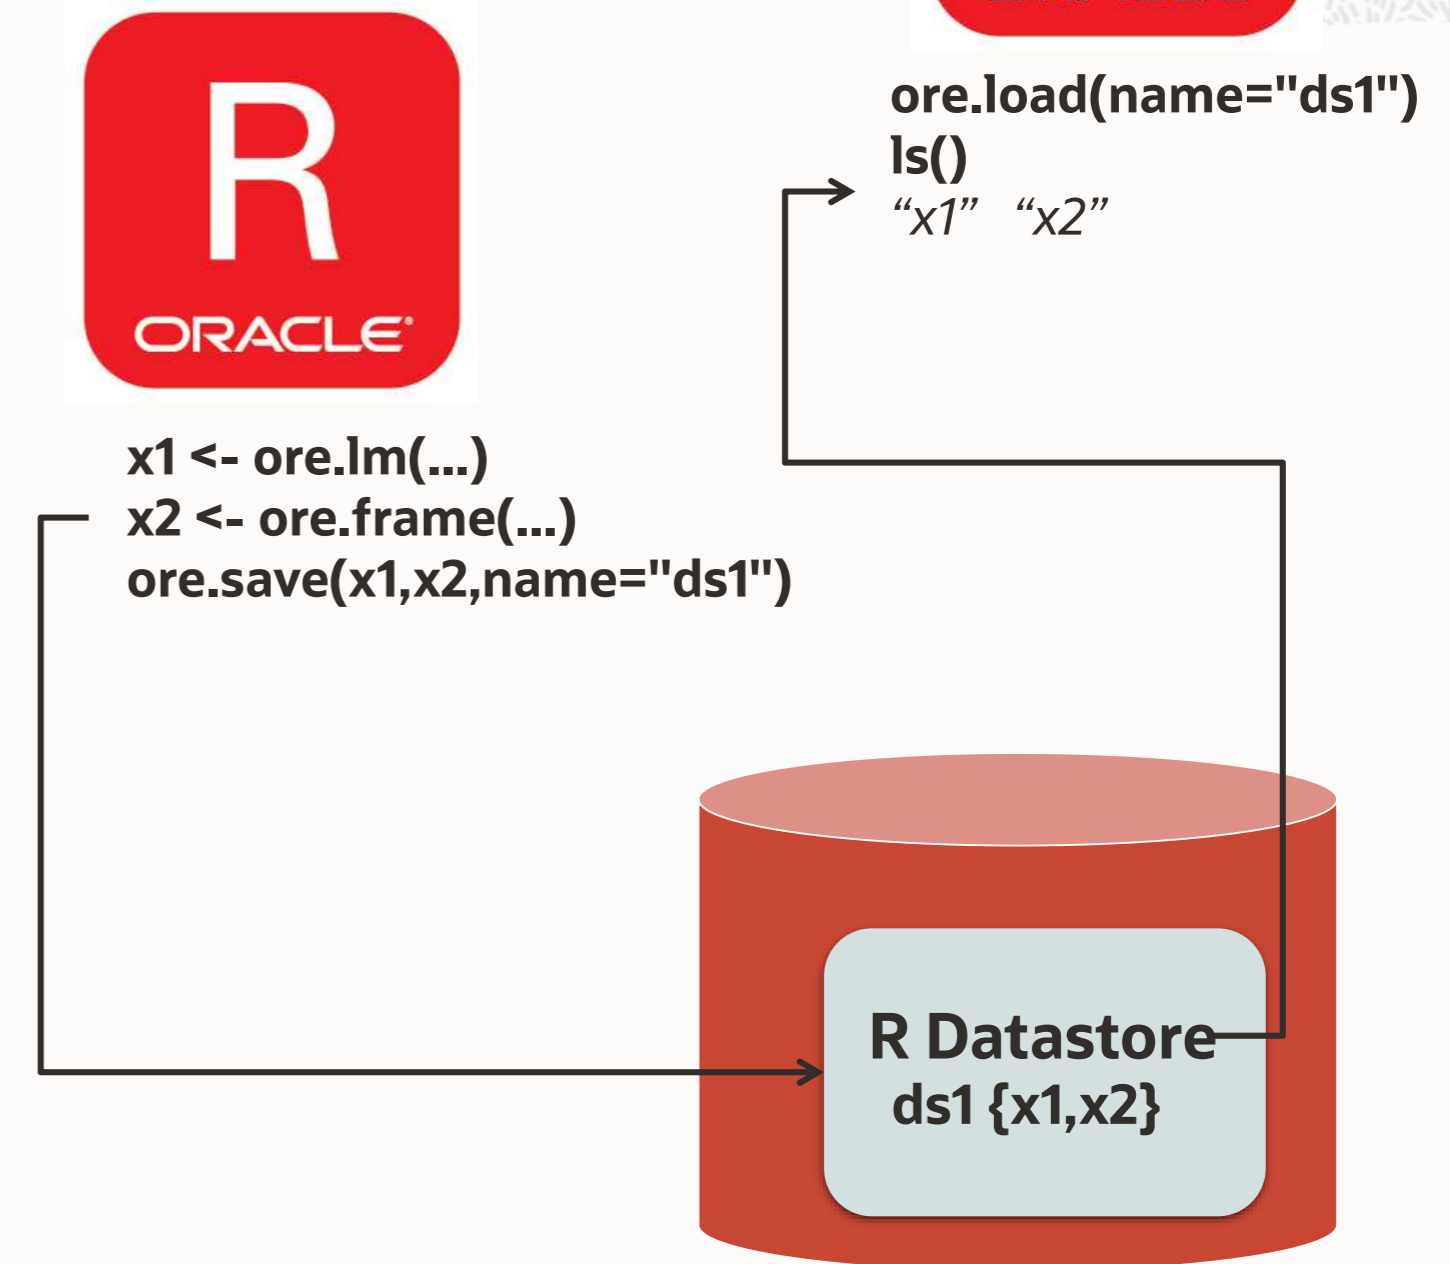 R
ORACLE®
x1 <- ore.lm(...)
x2 <- ore.frame(...)
ore.save(x1,x2,name="ds1")
ore.load(name="ds1")
ls()
“x1” “x2”
R Datastore
ds1 {x1,x2}